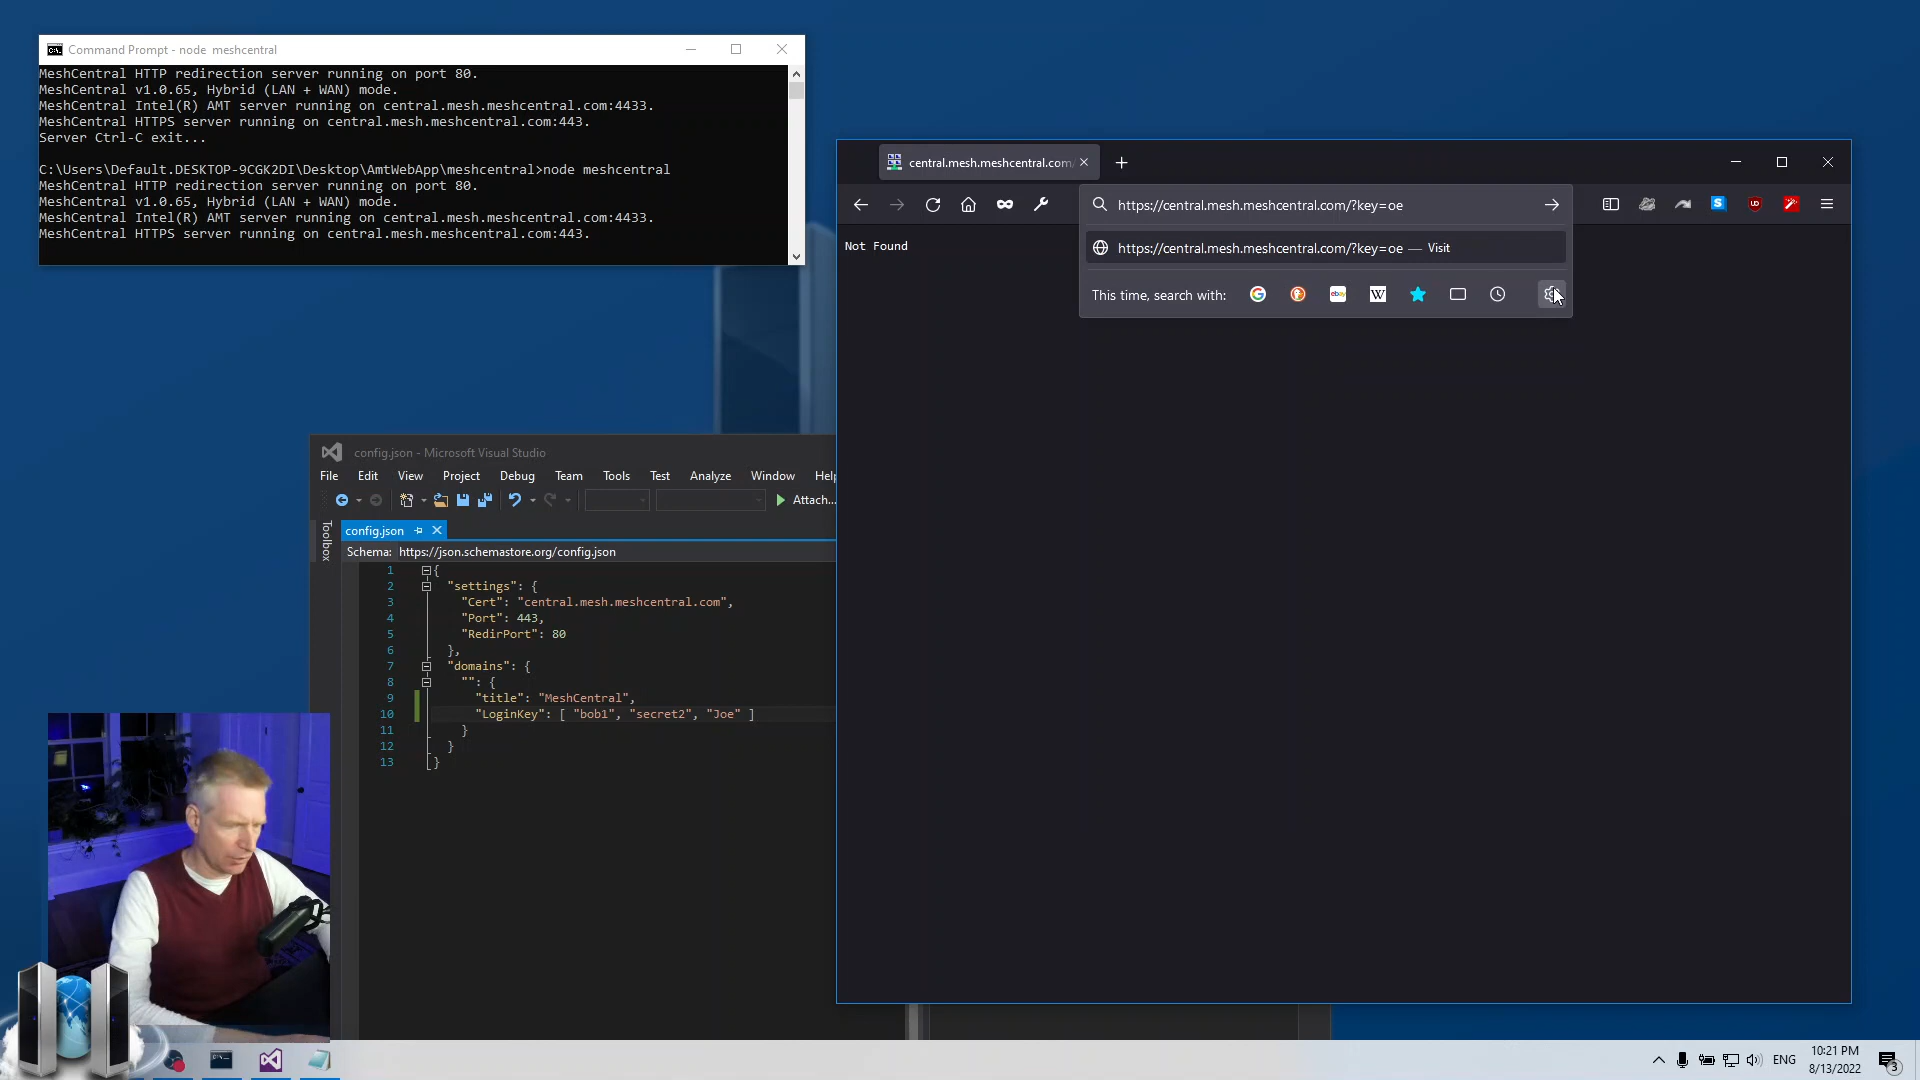 Command Prompt - node  meshcentral
MeshCentral HTTP redirection server running on port 80.
MeshCentral v1.0.65, Hybrid (LAN + WAN) mode.
MeshCentral Intel(R) AMT server running on central.mesh.meshcentral.com:4433.
MeshCentral HTTPS server running on central.mesh.meshcentral.com:443.
Server Ctrl-C exit...
C:\Users\Default.DESKTOP-9CGK2DI\Desktop\AmtWebApp\meshcentral>node meshcentral
MeshCentral HTTP redirection server running on port 80.
MeshCentral v1.0.65, Hybrid (LAN + WAN) mode.
MeshCentral Intel(R) AMT server running on central.mesh.meshcentral.com:4433.
MeshCentral HTTPS server running on central.mesh.meshcentral.com:443.
central.mesh.meshcentral.com/
https://central.mesh.meshcentral.com/?key=oe
https://central.mesh.meshcentral.com/?key=oe — Visit
This time, search with:
Not Found
config.json - Microsoft Visual Studio
File Edit View Project Debug Team Tools Test Analyze Window Help
Attach...
Toolbox
config.json
Schema: https://json.schemastore.org/config.json
1 {
2 "settings": {
3 "Cert": "central.mesh.meshcentral.com",
4 "Port": 443,
5 "RedirPort": 80
6 },
7 "domains": {
8 "": {
9 "title": "MeshCentral",
10 "LoginKey": [ "bob1", "secret2", "Joe" ]
11 }
12 }
13 }
ENG
10:21 PM
8/13/2022
3